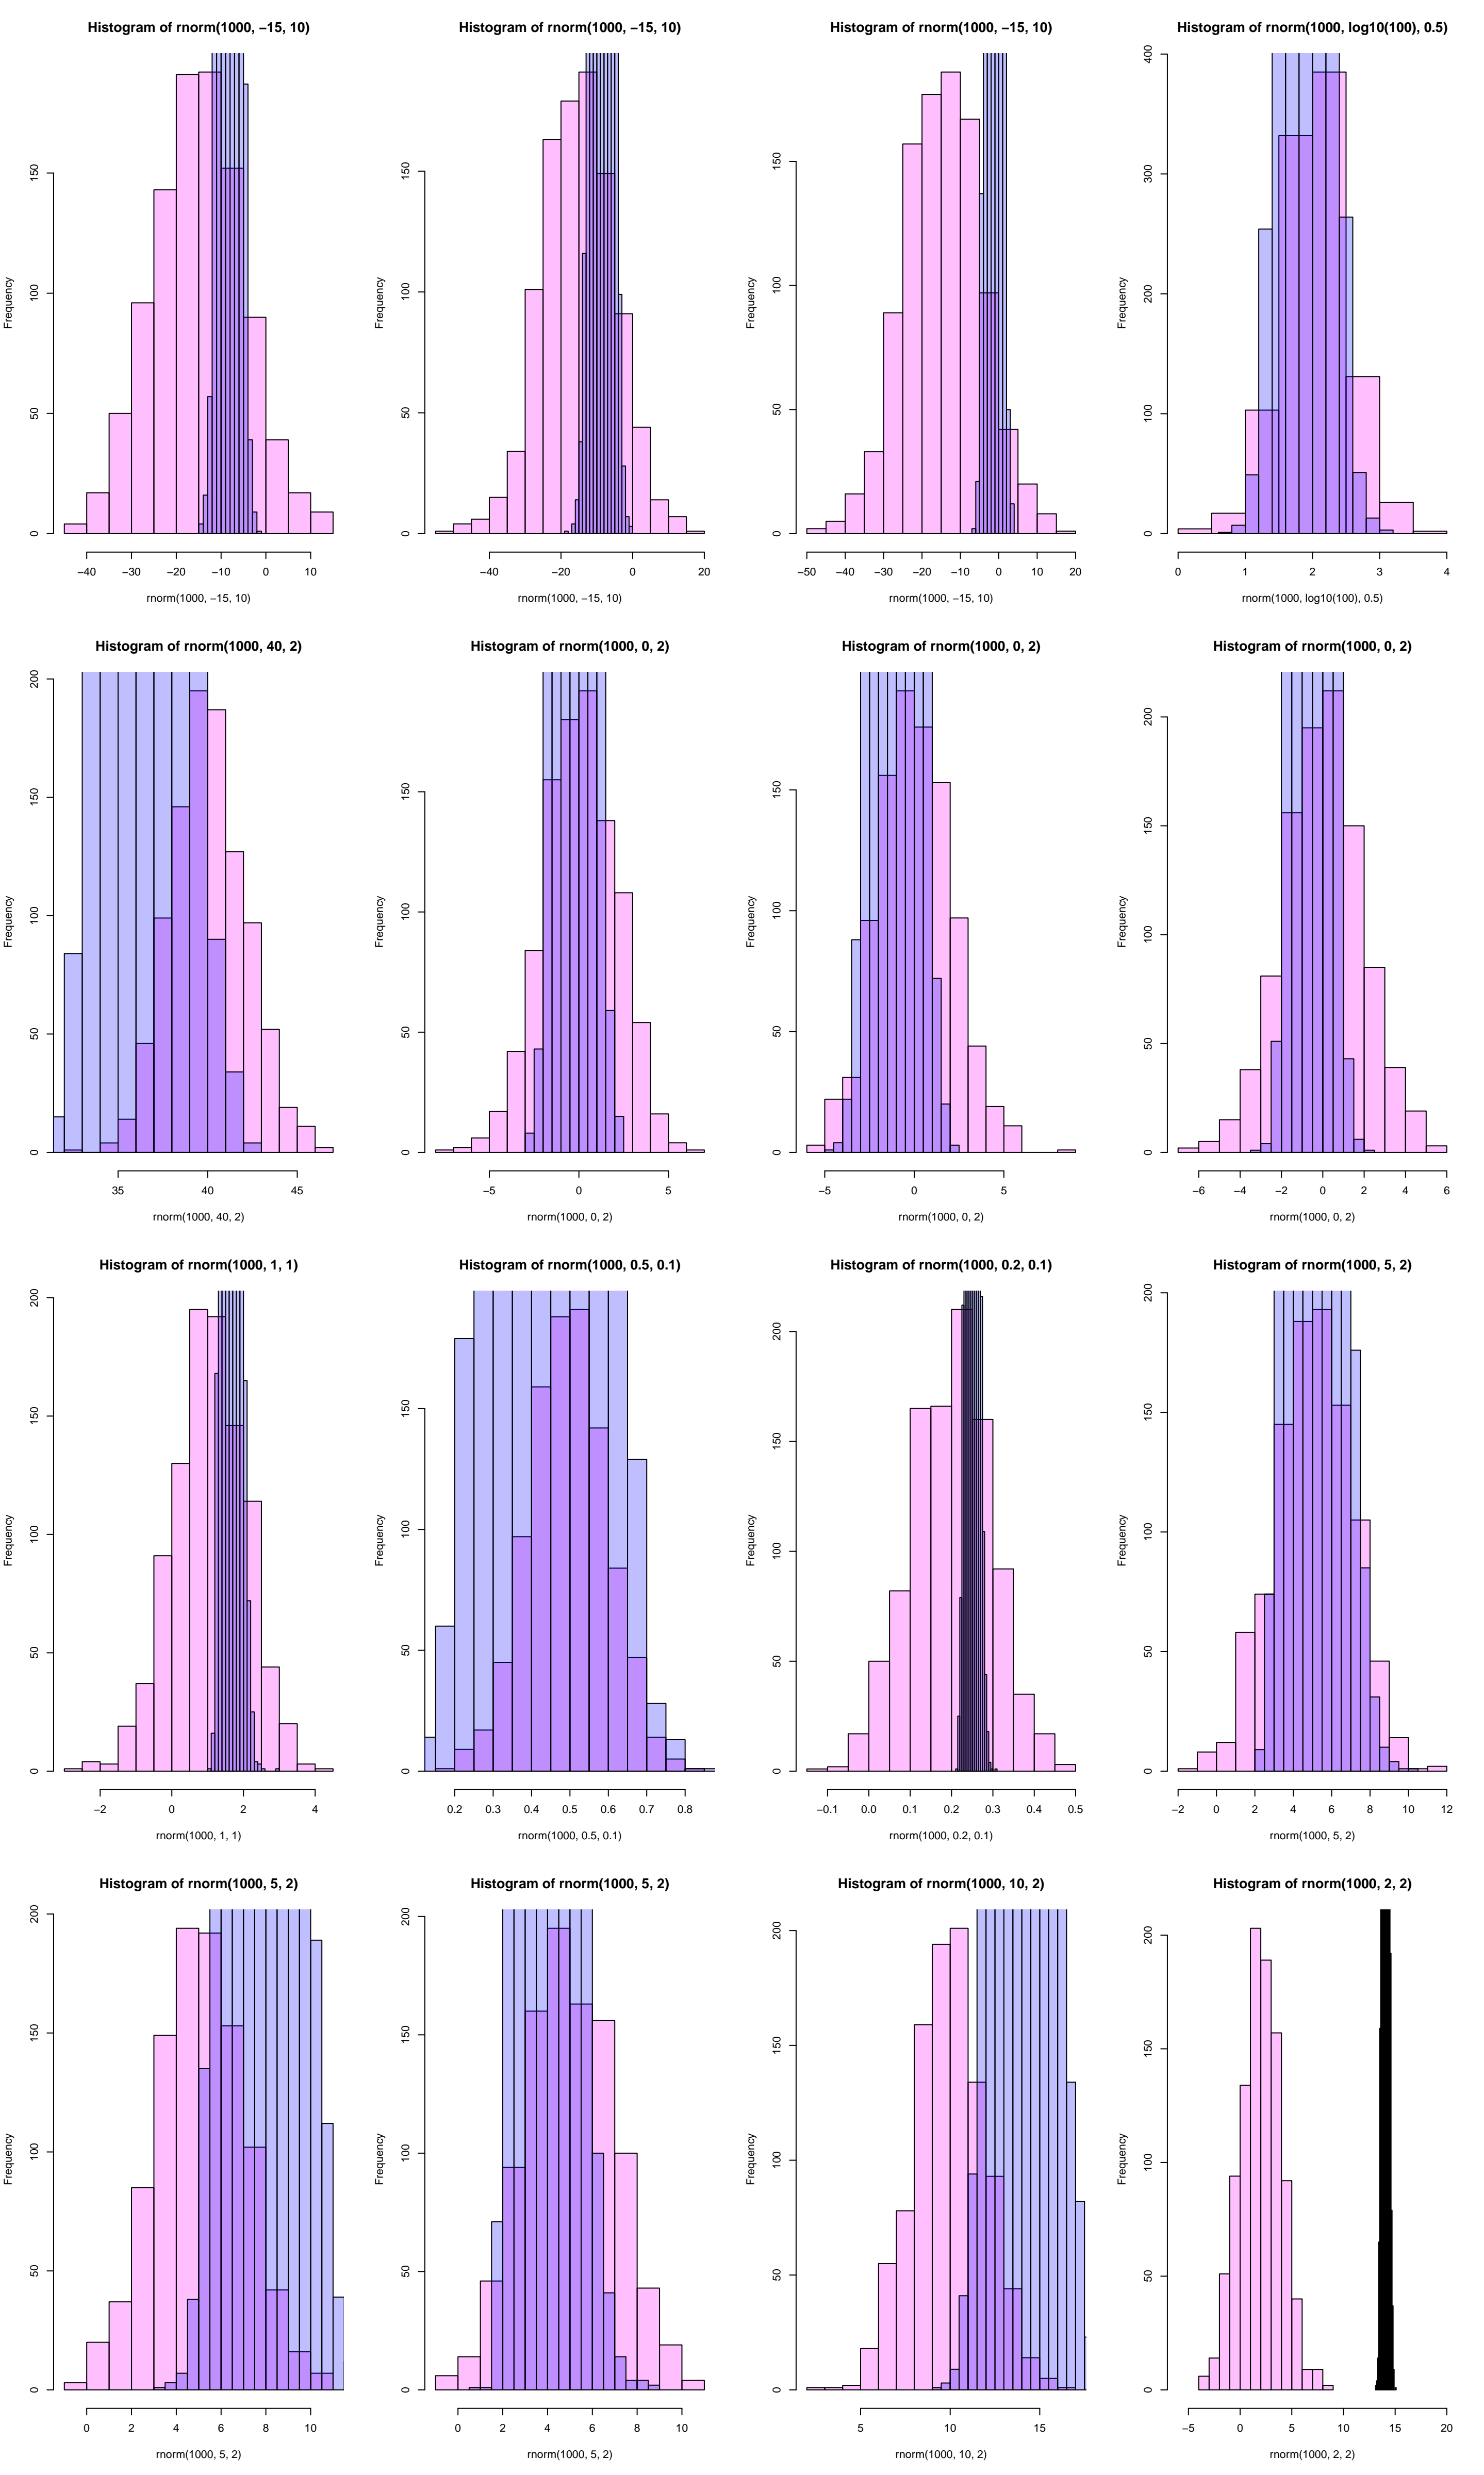 Histogram of rnorm(1000, −15, 10)
Frequency
0 50 100 150
−40 −30 −20 −10 0 10
rnorm(1000, −15, 10)
Histogram of rnorm(1000, −15, 10)
Frequency
0 50 100 150
−40 −20 0 20
rnorm(1000, −15, 10)
Histogram of rnorm(1000, −15, 10)
Frequency
0 50 100 150
−50 −40 −30 −20 −10 0 10 20
rnorm(1000, −15, 10)
Histogram of rnorm(1000, log10(100), 0.5)
Frequency
0 100 200 300 400
0 1 2 3 4
rnorm(1000, log10(100), 0.5)
Histogram of rnorm(1000, 40, 2)
Frequency
0 50 100 150 200
35 40 45
rnorm(1000, 40, 2)
Histogram of rnorm(1000, 0, 2)
Frequency
0 50 100 150
−5 0 5
rnorm(1000, 0, 2)
Histogram of rnorm(1000, 0, 2)
Frequency
0 50 100 150
−5 0 5
rnorm(1000, 0, 2)
Histogram of rnorm(1000, 0, 2)
Frequency
0 50 100 150 200
−6 −4 −2 0 2 4 6
rnorm(1000, 0, 2)
Histogram of rnorm(1000, 1, 1)
Frequency
0 50 100 150 200
−2 0 2 4
rnorm(1000, 1, 1)
Histogram of rnorm(1000, 0.5, 0.1)
Frequency
0 50 100 150
0.2 0.3 0.4 0.5 0.6 0.7 0.8
rnorm(1000, 0.5, 0.1)
Histogram of rnorm(1000, 0.2, 0.1)
Frequency
0 50 100 150 200
−0.1 0.0 0.1 0.2 0.3 0.4 0.5
rnorm(1000, 0.2, 0.1)
Histogram of rnorm(1000, 5, 2)
Frequency
0 50 100 150 200
−2 0 2 4 6 8 10 12
rnorm(1000, 5, 2)
Histogram of rnorm(1000, 5, 2)
Frequency
0 50 100 150 200
0 2 4 6 8 10
rnorm(1000, 5, 2)
Histogram of rnorm(1000, 5, 2)
Frequency
0 50 100 150 200
0 2 4 6 8 10
rnorm(1000, 5, 2)
Histogram of rnorm(1000, 10, 2)
Frequency
0 50 100 150 200
5 10 15
rnorm(1000, 10, 2)
Histogram of rnorm(1000, 2, 2)
Frequency
0 50 100 150 200
−5 0 5 10 15 20
rnorm(1000, 2, 2)